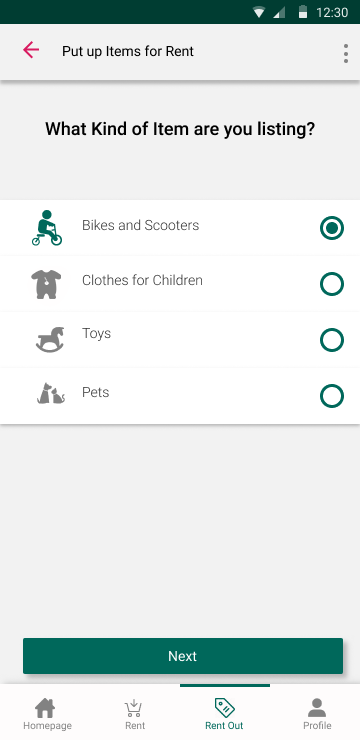 12:30
Put up Items for Rent
What Kind of Item are you listing?
Bikes and Scooters
Clothes for Children
Toys
Pets
Next
Homepage
Rent
Rent Out
Profile